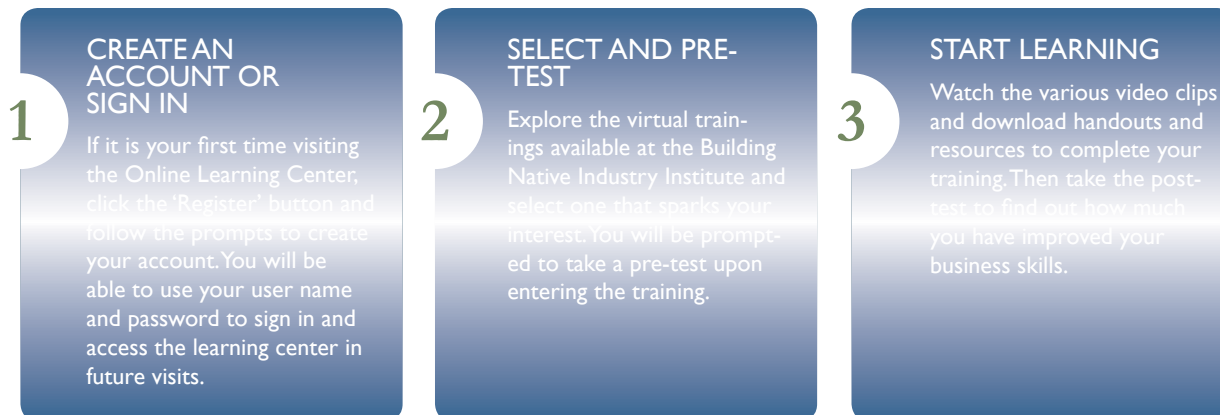 1
CREATE AN
ACCOUNT OR
SIGN IN
If it is your first time visiting
the Online Learning Center,
click the 'Register' button and
follow the prompts to create
your account. You will be
able to use your user name
and password to sign in and
access the learning center in
future visits.
2
SELECT AND PRE-
TEST
Explore the virtual train-
ings available at the Building
Native Industry Institute and
select one that sparks your
interest. You will be prompt-
ed to take a pre-test upon
entering the training.
3
START LEARNING
Watch the various video clips
and download handouts and
resources to complete your
training. Then take the post-
test to find out how much
you have improved your
business skills.